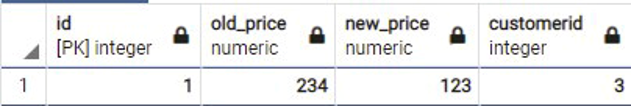 id old_price new_price customerid
[PK] integer numeric numeric integer
1 1 234 123 3